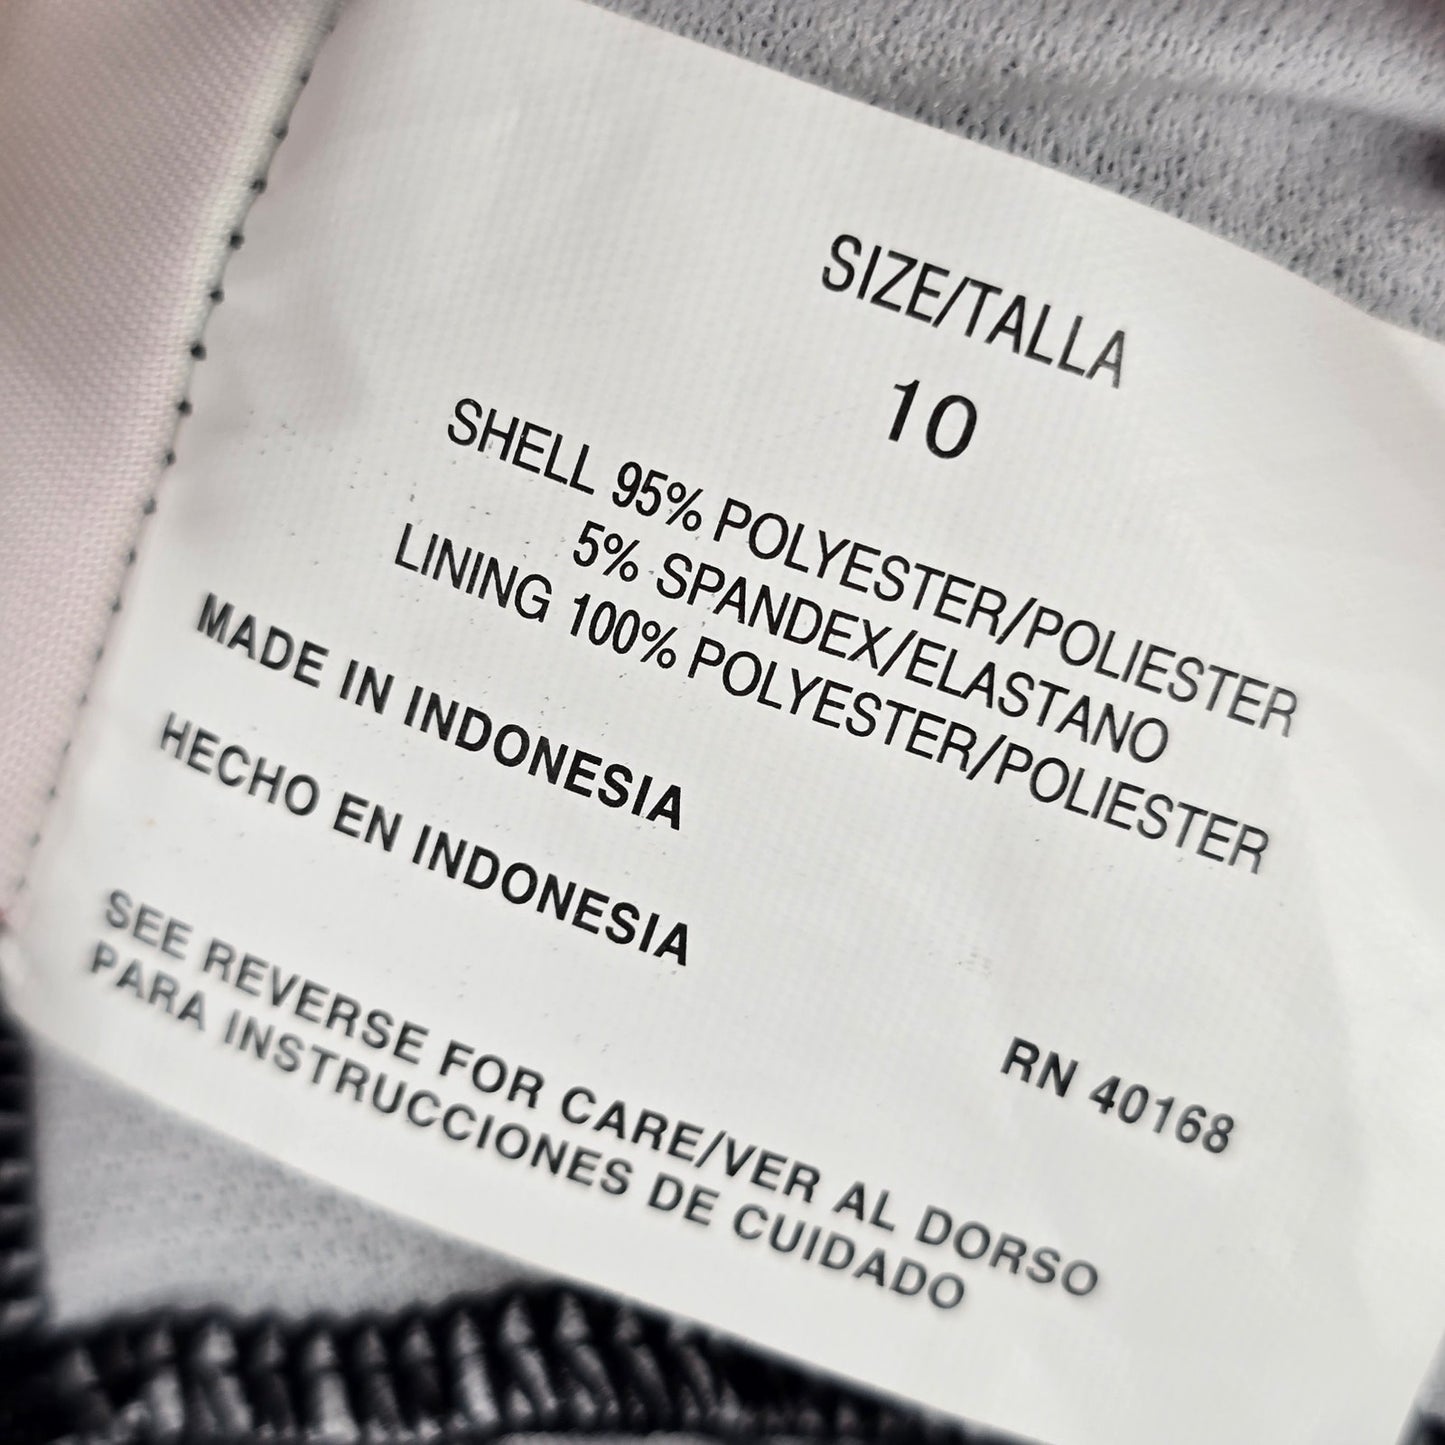 SIZE/TALLA
10
SHELL 95% POLYESTER/POLIESTER
5% SPANDEX/ELASTANO
LINING 100% POLYESTER/POLIESTER
MADE IN INDONESIA
HECHO EN INDONESIA
RN 40168
SEE REVERSE FOR CARE/VER AL DORSO
PARA INSTRUCCIONES DE CUIDADO